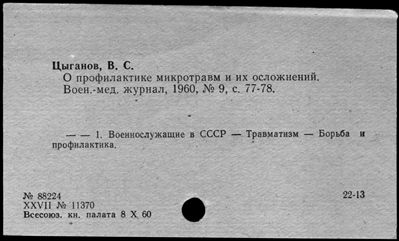 Цыганов, В. С.
О профилактике микротравм и их осложнений.
Воен.-мед. журнал, 1960, № 9, с. 77-78.
— — 1. Военнослужащие в СССР — Травматизм — Борьба и
профилактика.
№ 88224
22-13
XXVII № 11370
Всесоюз. кн. палата 8 X 60